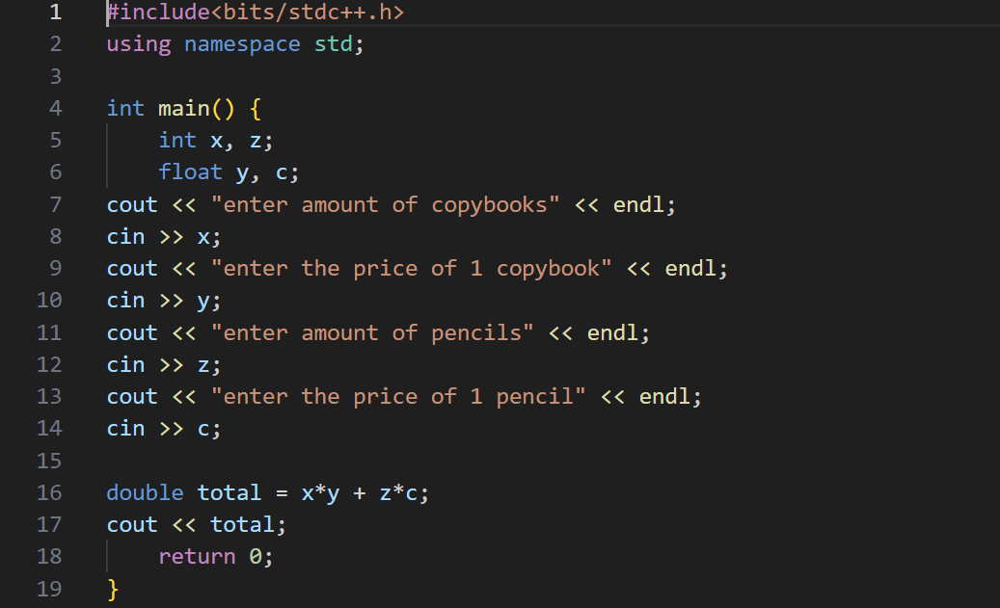 1 #include<bits/stdc++.h>
2 using namespace std;
3
4 int main() {
5     int x, z;
6     float y, c;
7 cout << "enter amount of copybooks" << endl;
8 cin >> x;
9 cout << "enter the price of 1 copybook" << endl;
10 cin >> y;
11 cout << "enter amount of pencils" << endl;
12 cin >> z;
13 cout << "enter the price of 1 pencil" << endl;
14 cin >> c;
15
16 double total = x*y + z*c;
17 cout << total;
18     return 0;
19 }